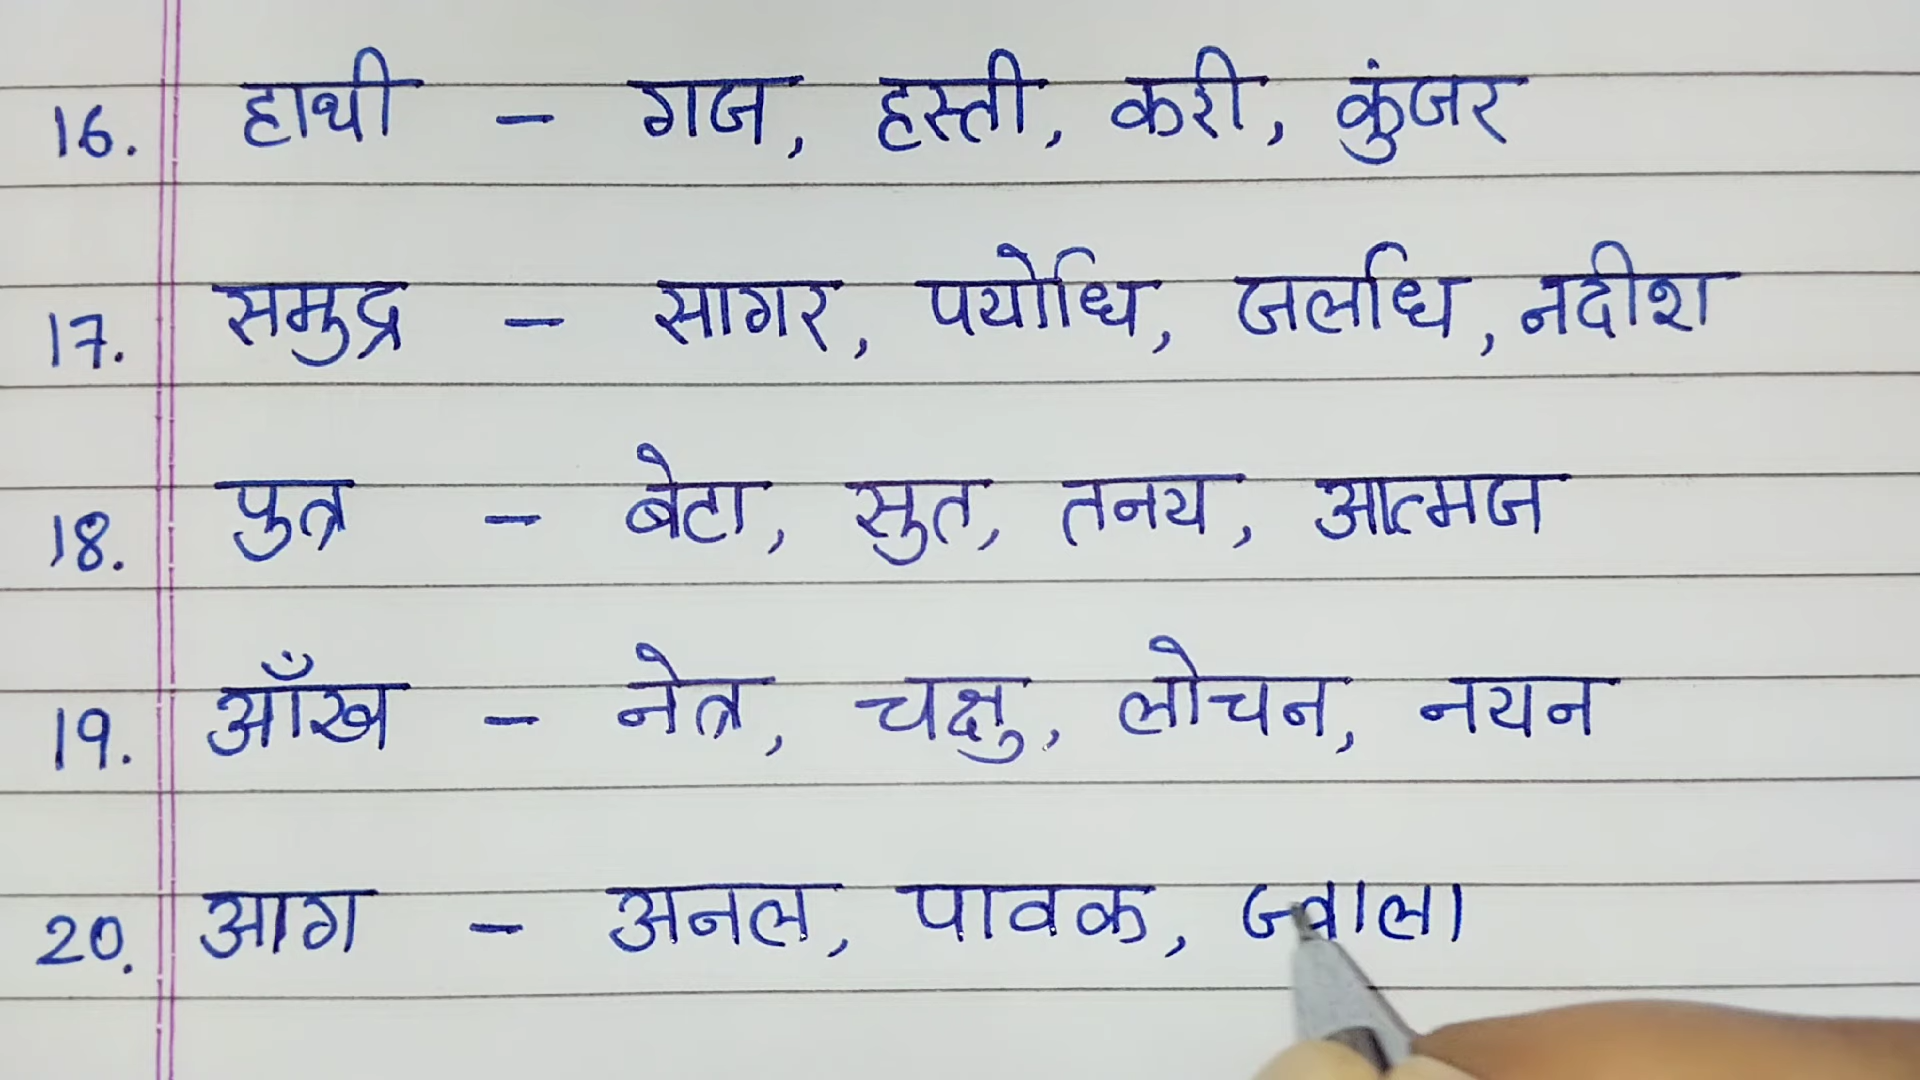 16. हाथी - गज, हस्ती, करी, कुंजर
17. समुद्र - सागर, पयोधि, जलधि, नदीश
18. पुत्र - बेटा, सुत, तनय, आत्मज
19. आँख - नेत्र, चक्षु, लोचन, नयन
20. आग - अनल, पावक, ज्वाला